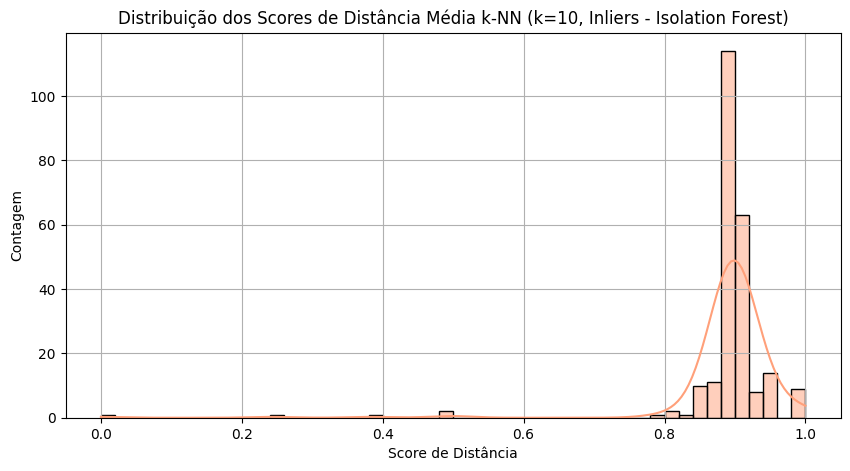 Distribuição dos Scores de Distância Média k-NN (k=10, Inliers - Isolation Forest)
Contagem
100
80
60
40
20
0
0.0 0.2 0.4 0.6 0.8 1.0
Score de Distância